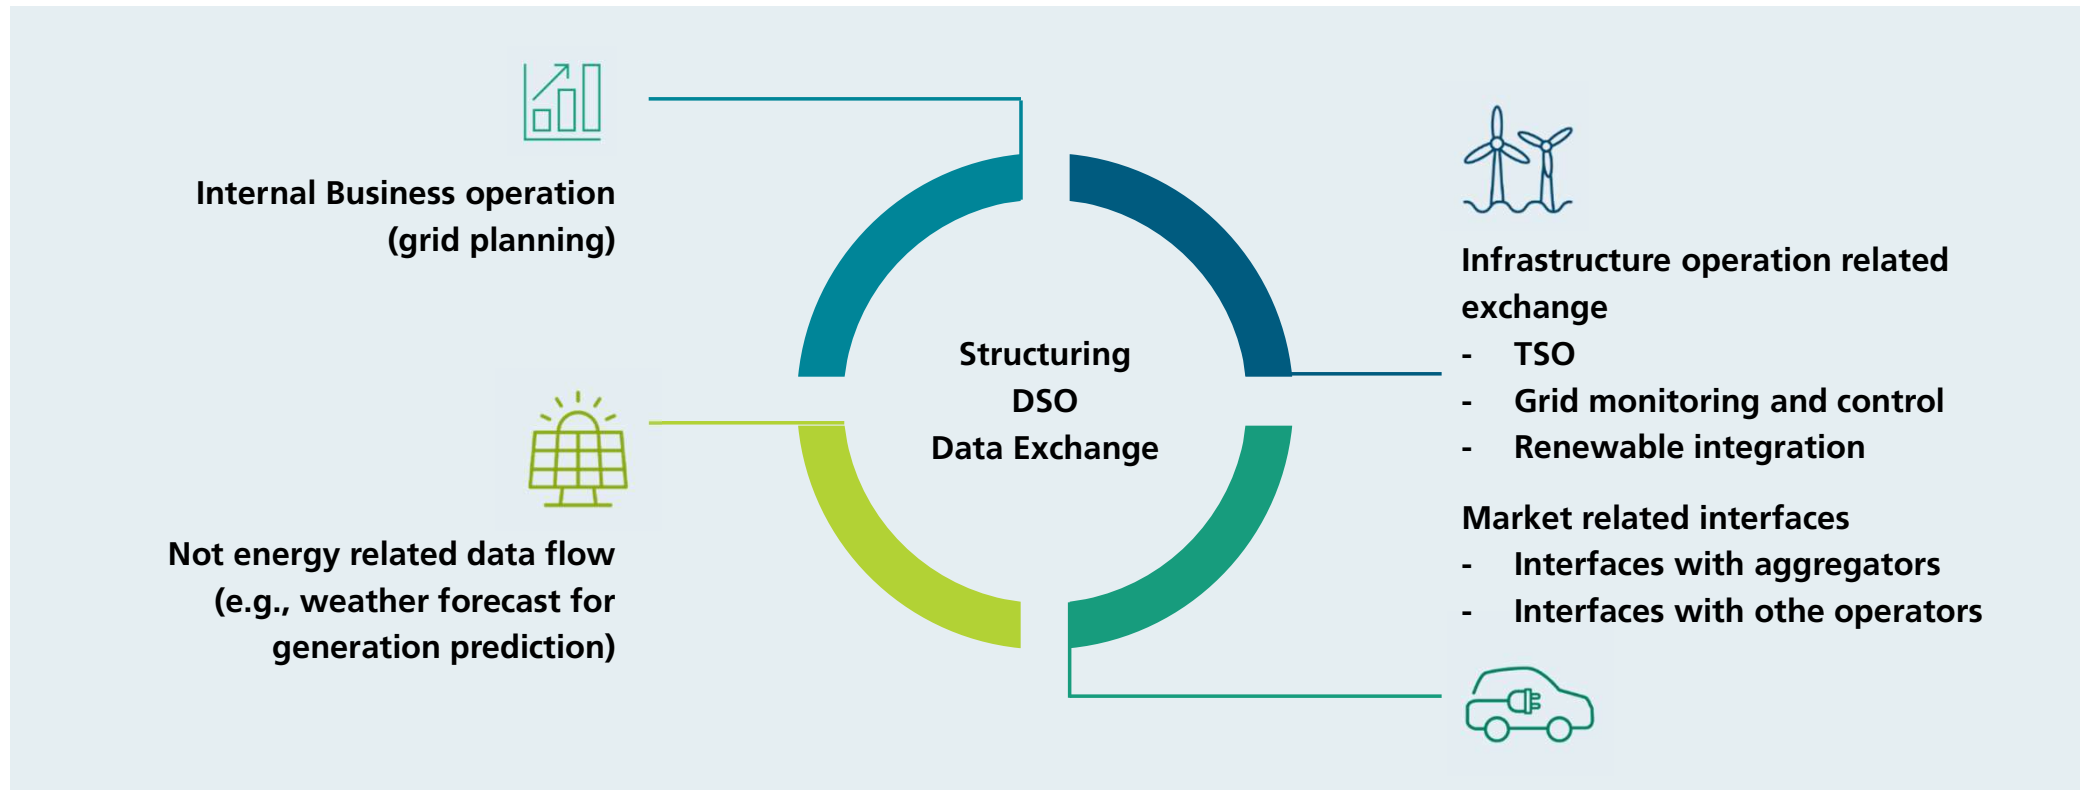 Internal Business operation
(grid planning)
Not energy related data flow
(e.g., weather forecast for
generation prediction)
Structuring
DSO
Data Exchange
Infrastructure operation related
exchange
- TSO
- Grid monitoring and control
- Renewable integration
Market related interfaces
- Interfaces with aggregators
- Interfaces with othe operators